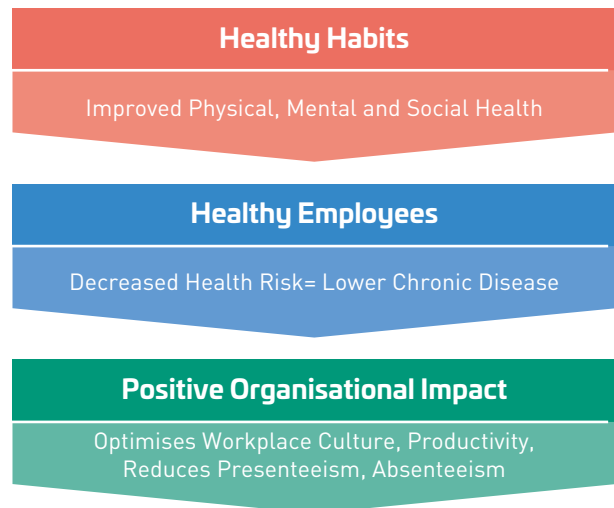 Healthy Habits
Improved Physical, Mental and Social Health
Healthy Employees
Decreased Health Risk= Lower Chronic Disease
Positive Organisational Impact
Optimises Workplace Culture, Productivity,
Reduces Presenteeism, Absenteeism